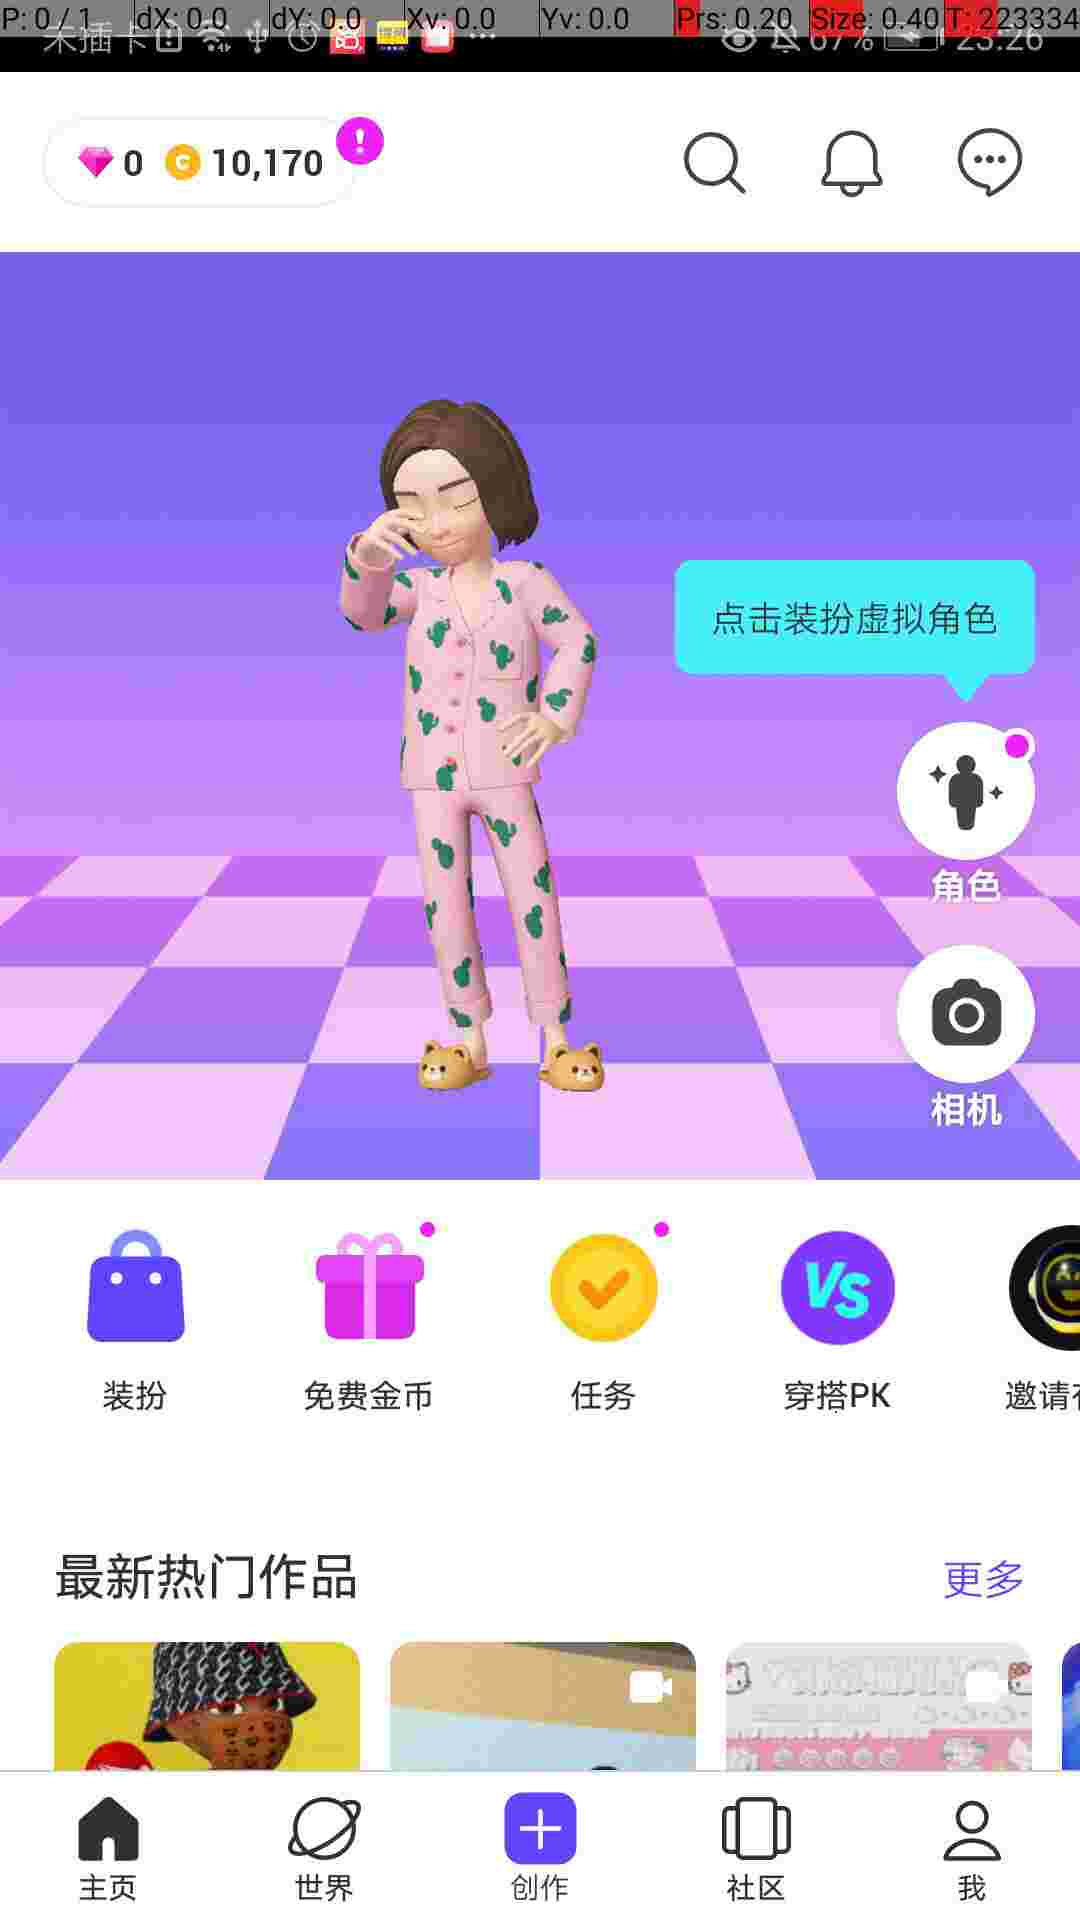 P: 0 / 1 dX: 0.0 dY: 0.0 Xv: 0.0 Yv: 0.0 Prs: 0.20 Size: 0.40 T: 223334
未插卡 67% 23:26
0 C 10,170 !
点击装扮虚拟角色
角色
相机
VS
装扮 免费金币 任务 穿搭PK 邀请
最新热门作品 更多
主页 世界 创作 社区 我